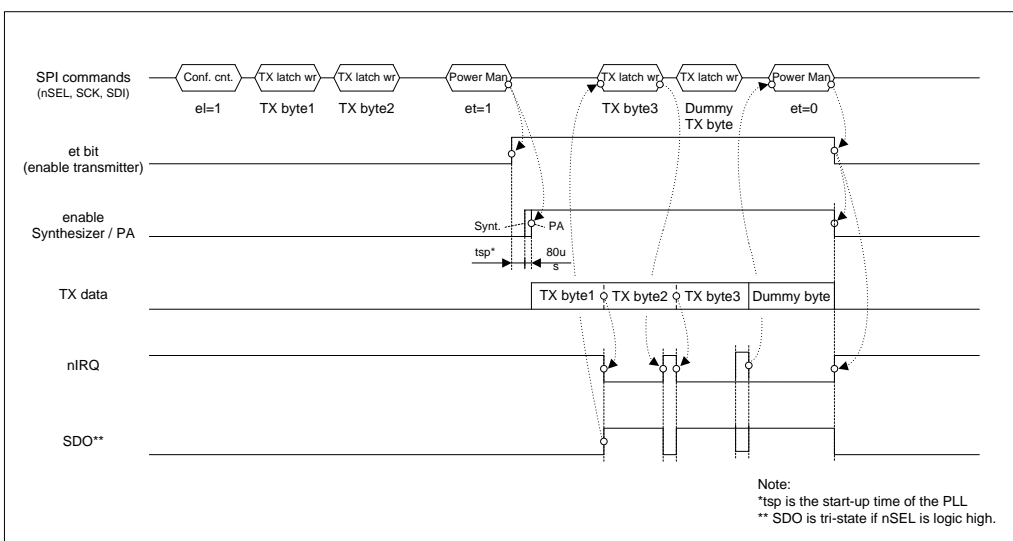 SPI commands
(nSEL, SCK, SDI)
Conf. cnt.
TX latch wr
TX latch wr
Power Man
TX latch wr
TX latch wr
Power Man
el=1
TX byte1
TX byte2
et=1
TX byte3
Dummy
TX byte
et=0
et bit
(enable transmitter)
enable
Synthesizer / PA
Synt.
PA
tsp*
80u
s
TX data
TX byte1
TX byte2
TX byte3
Dummy byte
nIRQ
SDO**
Note:
*tsp is the start-up time of the PLL
** SDO is tri-state if nSEL is logic high.